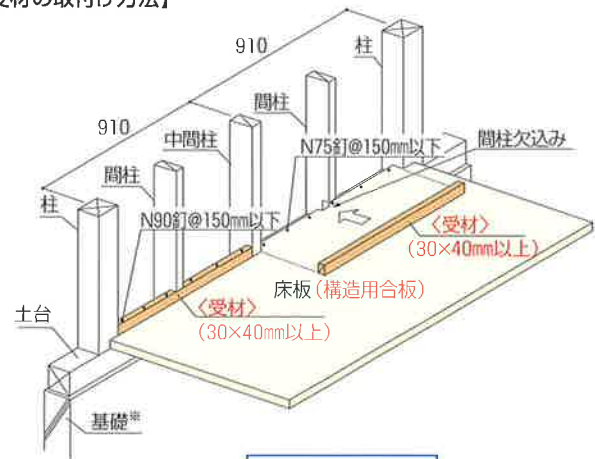 受材の取付け方法】
910
柱
間柱
910
中間柱
N75釘@150mm以下
間柱欠込み
間柱
柱
N90釘@150mm以下
〈受材〉
(30×40mm以上)
床板(構造用合板)
〈受材〉
(30×40mm以上)
土台
基礎※